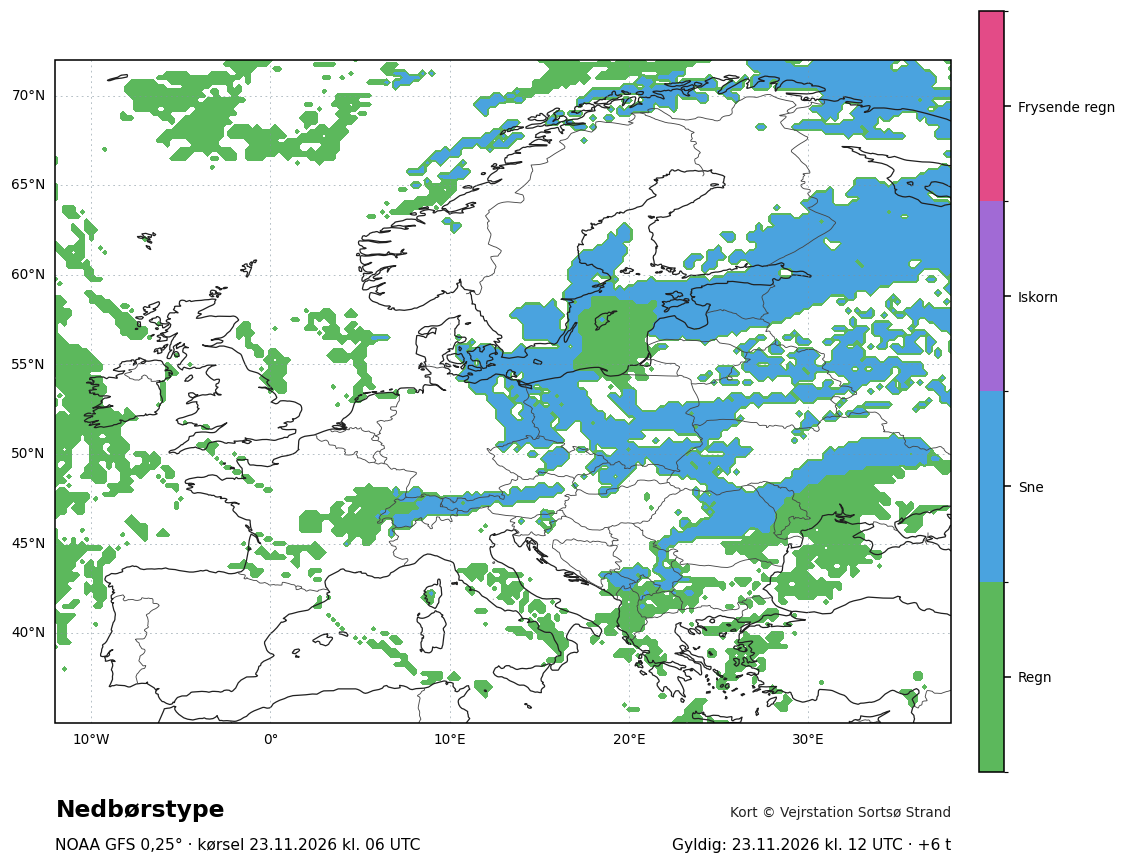 70°N
65°N
60°N
55°N
50°N
45°N
40°N
10°W
0°
10°E
20°E
30°E
Frysende regn
Iskorn
Sne
Regn
Nedbørstype
Kort © Vejrstation Sortsø Strand
NOAA GFS 0,25° · kørsel 23.11.2026 kl. 06 UTC
Gyldig: 23.11.2026 kl. 12 UTC · +6 t